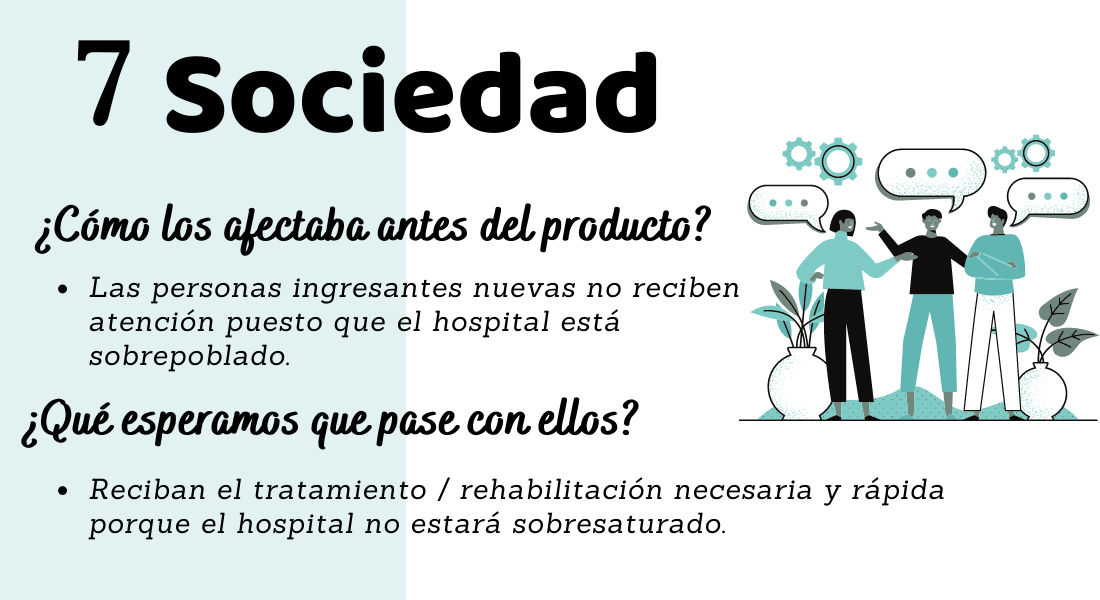 7 Sociedad
¿Cómo los afectaba antes del producto?
• Las personas ingresantes nuevas no reciben
atención puesto que el hospital está
sobrepoblado.
¿Qué esperamos que pase con ellos?
• Reciban el tratamiento / rehabilitación necesaria y rápida
porque el hospital no estará sobresaturado.